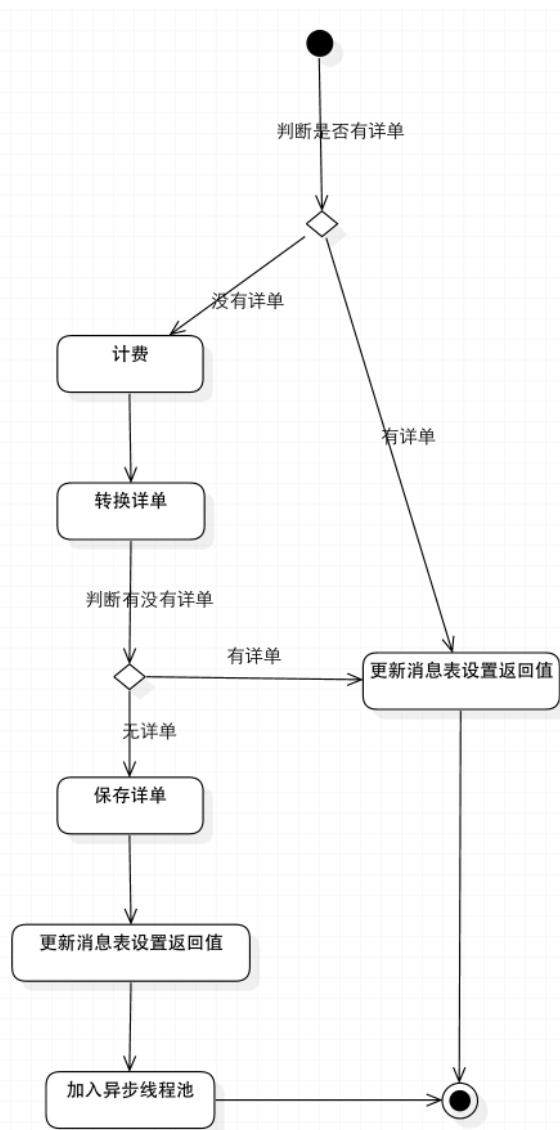 判断是否有详单
没有详单
计费
有详单
转换详单
判断有没有详单
有详单
更新消息表设置返回值
无详单
保存详单
更新消息表设置返回值
加入异步线程池